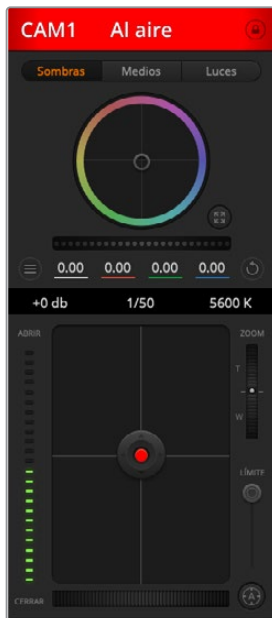 CAM1 Al aire
Sombras Medios Luces
0.00 0.00 0.00 0.00
+0 db 1/50 5600 K
ABRIR ZOOM
T
W
LÍMITE
CERRAR A